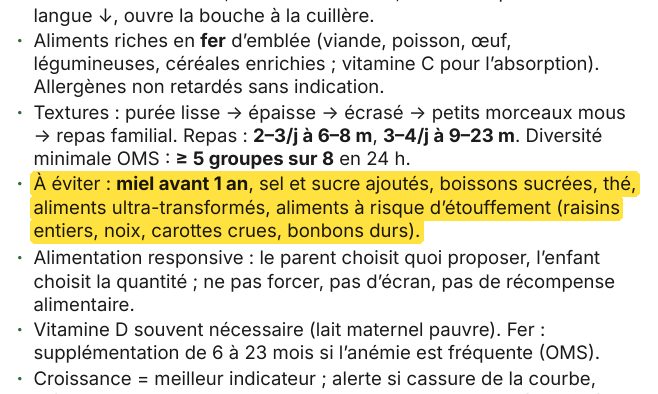 langue ↓, ouvre la bouche à la cuillère.
· Aliments riches en fer d'emblée (viande, poisson, œuf,
légumineuses, céréales enrichies ; vitamine C pour l'absorption).
Allergènes non retardés sans indication.
· Textures : purée lisse → épaisse → écrasé → petits morceaux mous
→ repas familial. Repas : 2–3/j à 6–8 m, 3–4/j à 9–23 m. Diversité
minimale OMS : ≥ 5 groupes sur 8 en 24 h.
· À éviter : miel avant 1 an, sel et sucre ajoutés, boissons sucrées, thé,
aliments ultra-transformés, aliments à risque d'étouffement (raisins
entiers, noix, carottes crues, bonbons durs).
· Alimentation responsive : le parent choisit quoi proposer, l'enfant
choisit la quantité ; ne pas forcer, pas d'écran, pas de récompense
alimentaire.
· Vitamine D souvent nécessaire (lait maternel pauvre). Fer :
supplémentation de 6 à 23 mois si l'anémie est fréquente (OMS).
· Croissance = meilleur indicateur ; alerte si cassure de la courbe,